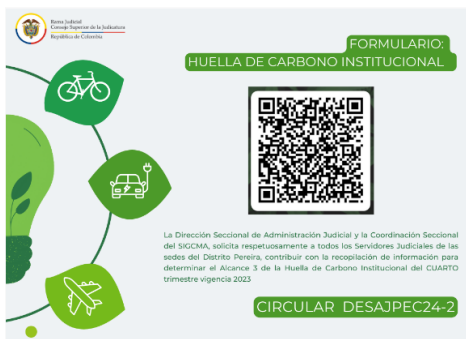 Rama Judicial
Consejo Superior de la Judicatura
República de Colombia
FORMULARIO:
HUELLA DE CARBONO INSTITUCIONAL
La Dirección Seccional de Administración Judicial y la Coordinación Seccional
del SIGCMA, solicita respetuosamente a todos los Servidores Judiciales de las
sedes del Distrito Pereira, contribuir con la recopilación de información para
determinar el Alcance 3 de la Huella de Carbono Institucional del CUARTO
trimestre vigencia 2023
CIRCULAR DESAJPEC24-2